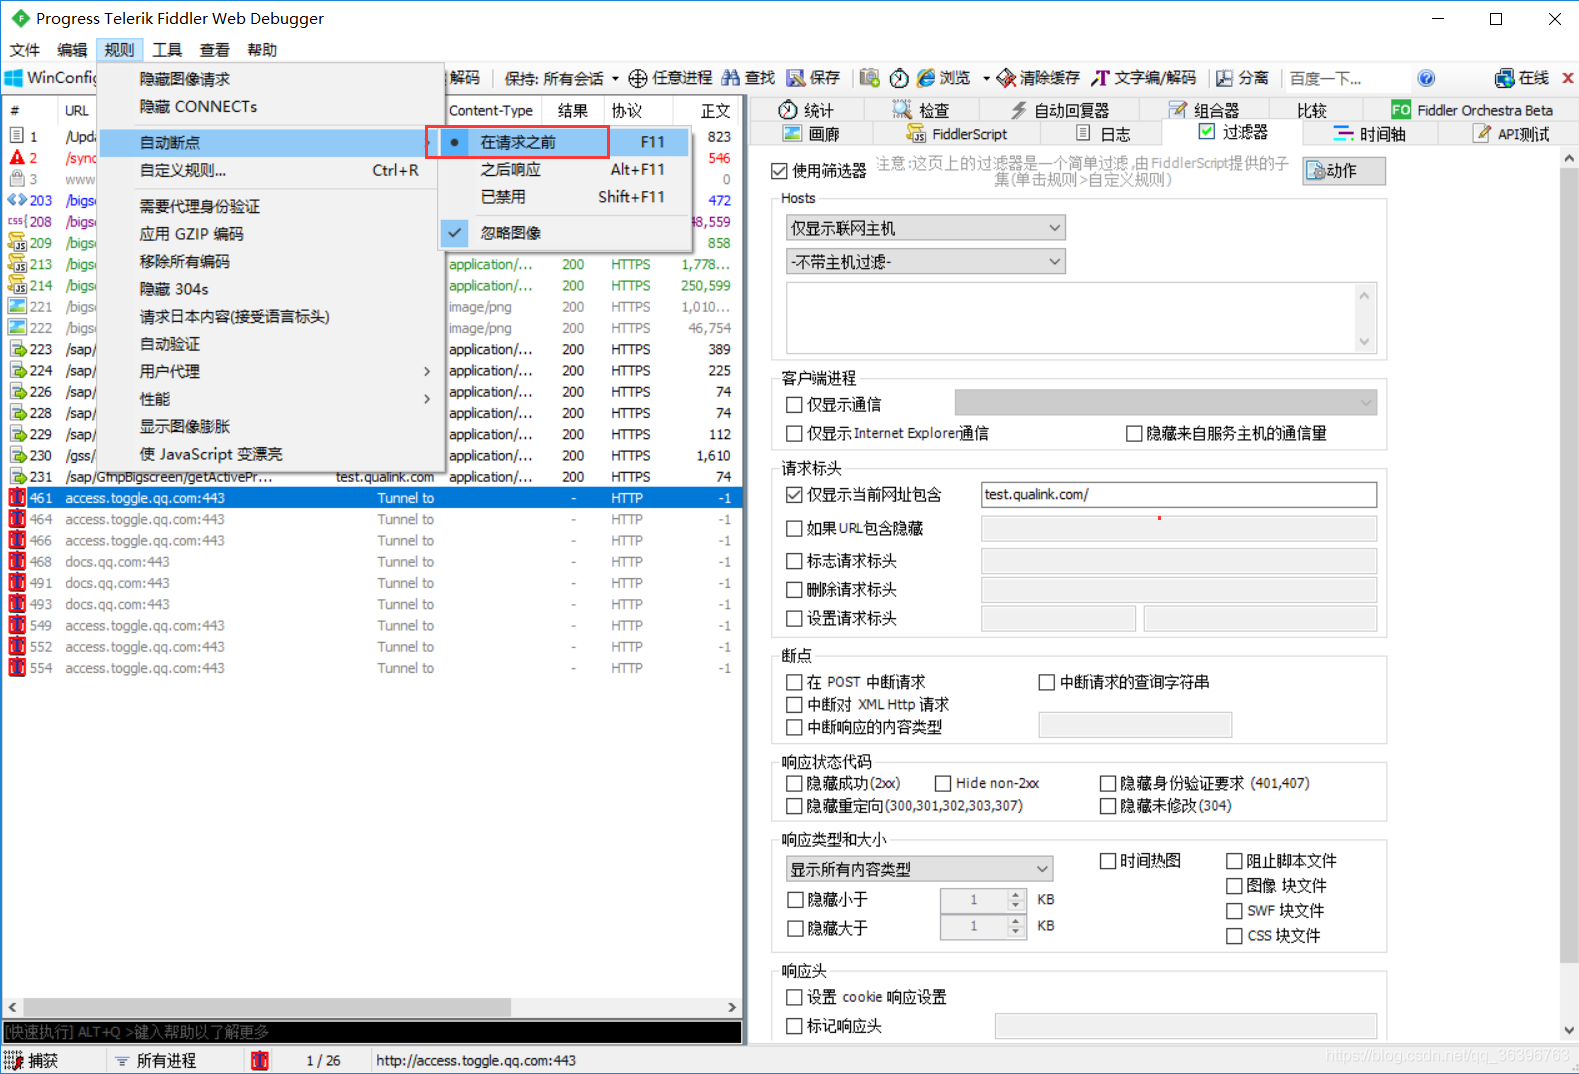 Progress Telerik Fiddler Web Debugger
文件 编辑 规则 工具 查看 帮助
WinConfig 解码 保持: 所有会话 任意进程 查找 保存 浏览 清除缓存 文字编/解码 分离 百度一下... 在线
隐藏图像请求
隐藏 CONNECTs
自动断点
自定义规则... Ctrl+R
需要代理身份验证
应用 GZIP 编码
移除所有编码
隐藏 304s
请求日本内容(接受语言标头)
自动验证
用户代理
性能
显示图像膨胀
使 JavaScript 变漂亮
在请求之前 F11
之后响应 Alt+F11
已禁用 Shift+F11
忽略图像
# URL Content-Type 结果 协议 正文
1 /Upda 823
2 /sync 546
3 www 0
203 /bigs 472
208 /bigs 48,559
209 /bigs 858
213 /bigs application/... 200 HTTPS 1,778...
214 /bigs application/... 200 HTTPS 250,599
221 /bigs image/png 200 HTTPS 1,010...
222 /bigs image/png 200 HTTPS 46,754
223 /sap/ application/... 200 HTTPS 389
224 /sap/ application/... 200 HTTPS 225
226 /sap/ application/... 200 HTTPS 74
228 /sap/ application/... 200 HTTPS 74
229 /sap/ application/... 200 HTTPS 112
230 /gss/ application/... 200 HTTPS 1,610
231 /sap/GfnpBigscreen/getActivePr... test.qualink.com application/... 200 HTTPS 74
461 access.toggle.qq.com:443 Tunnel to - HTTP -1
464 access.toggle.qq.com:443 Tunnel to - HTTP -1
466 access.toggle.qq.com:443 Tunnel to - HTTP -1
468 docs.qq.com:443 Tunnel to - HTTP -1
491 docs.qq.com:443 Tunnel to - HTTP -1
493 docs.qq.com:443 Tunnel to - HTTP -1
549 access.toggle.qq.com:443 Tunnel to - HTTP -1
552 access.toggle.qq.com:443 Tunnel to - HTTP -1
554 access.toggle.qq.com:443 Tunnel to - HTTP -1
[快速执行] ALT+Q >键入帮助以了解更多
捕获 所有进程 1 / 26 http://access.toggle.qq.com:443
统计 检查 自动回复器 组合器 比较 FO Fiddler Orchestra Beta
画廊 FiddlerScript 日志 过滤器 时间轴 API测试
使用筛选器 注意:这页上的过滤器是一个简单过滤,由FiddlerScript提供的子
集(单击规则>自定义规则) 动作
Hosts
仅显示联网主机
-不带主机过滤-
客户端进程
仅显示通信
仅显示Internet Explorer通信 隐藏来自服务主机的通信量
请求标头
仅显示当前网址包含 test.qualink.com/
如果URL包含隐藏
标志请求标头
删除请求标头
设置请求标头
断点
在 POST 中断请求 中断请求的查询字符串
中断对 XML Http 请求
中断响应的内容类型
响应状态代码
隐藏成功(2xx) Hide non-2xx 隐藏身份验证要求 (401,407)
隐藏重定向(300,301,302,303,307) 隐藏未修改(304)
响应类型和大小
显示所有内容类型 时间热图 阻止脚本文件
图像 块文件
隐藏小于 1 KB SWF 块文件
隐藏大于 1 KB CSS 块文件
响应头
设置 cookie 响应设置
标记响应头
https://blog.csdn.net/qq_36396763